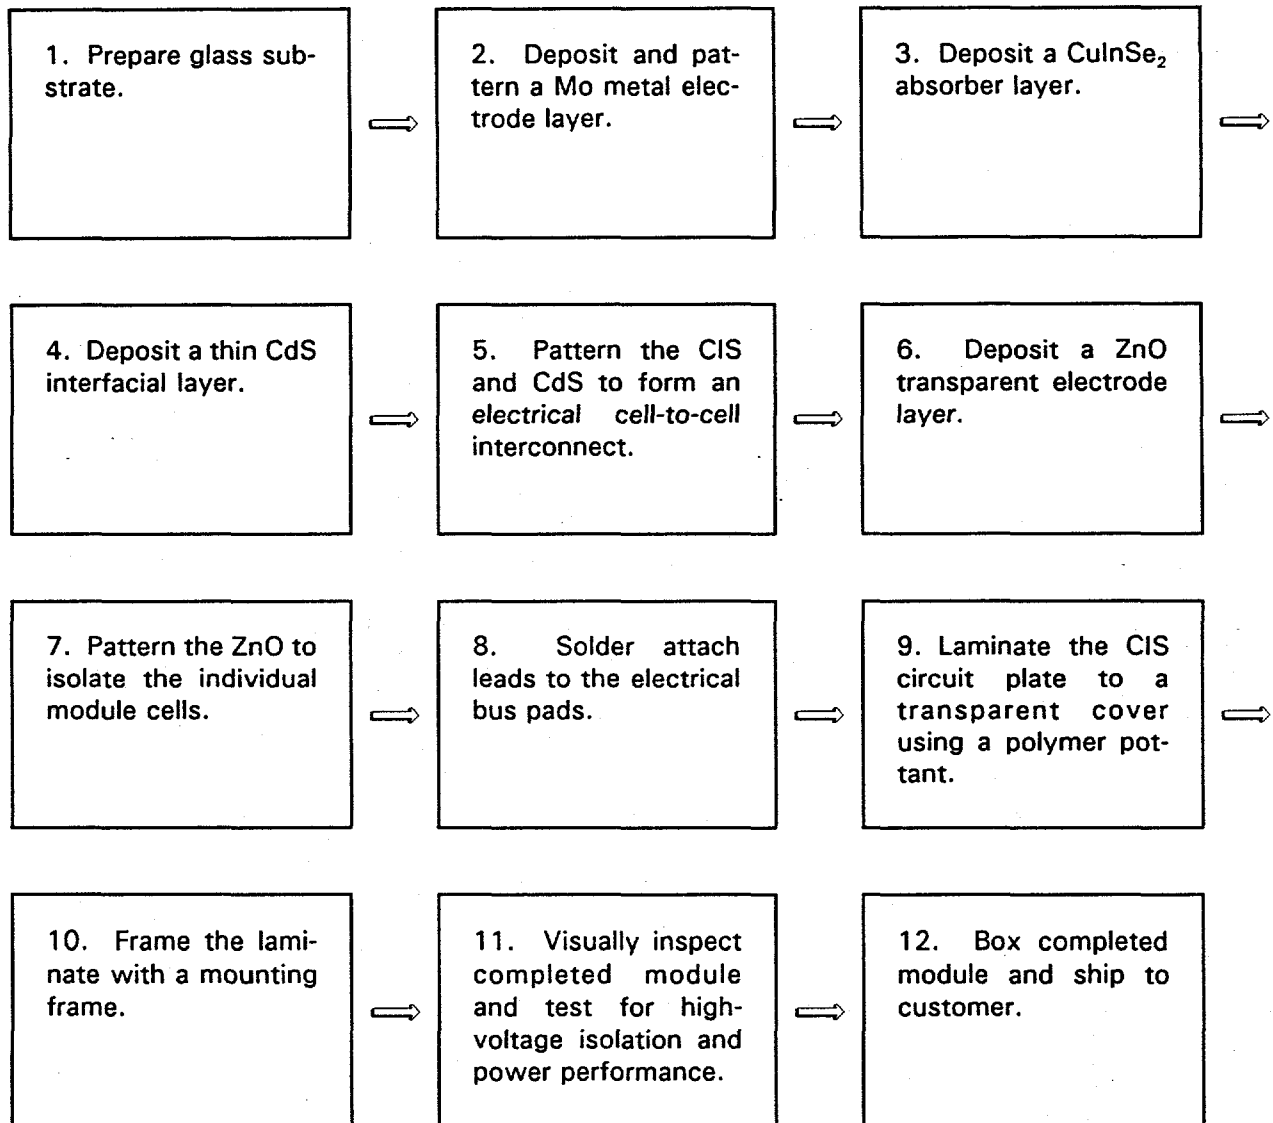 1. Prepare glass sub-
strate.
2. Deposit and pat-
tern a Mo metal elec-
trode layer.
3. Deposit a CuInSe₂
absorber layer.
4. Deposit a thin CdS
interfacial layer.
5. Pattern the CIS
and CdS to form an
electrical cell-to-cell
interconnect.
6. Deposit a ZnO
transparent electrode
layer.
7. Pattern the ZnO to
isolate the individual
module cells.
8. Solder attach
leads to the electrical
bus pads.
9. Laminate the CIS
circuit plate to a
transparent cover
using a polymer pot-
tant.
10. Frame the lami-
nate with a mounting
frame.
11. Visually inspect
completed module
and test for high-
voltage isolation and
power performance.
12. Box completed
module and ship to
customer.